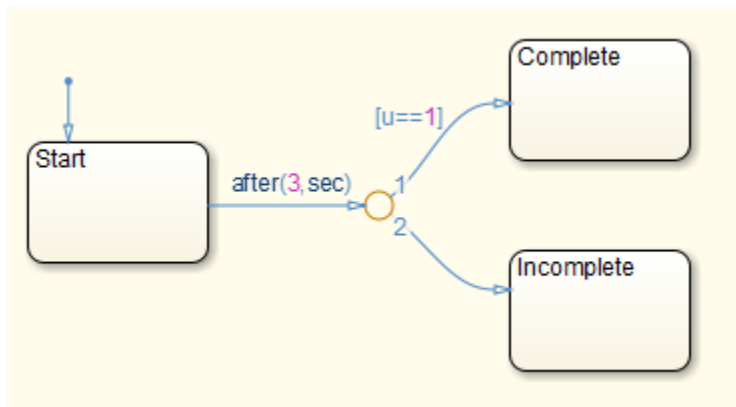 Complete
[u==1]
Start
after(3,sec)
1
2
Incomplete